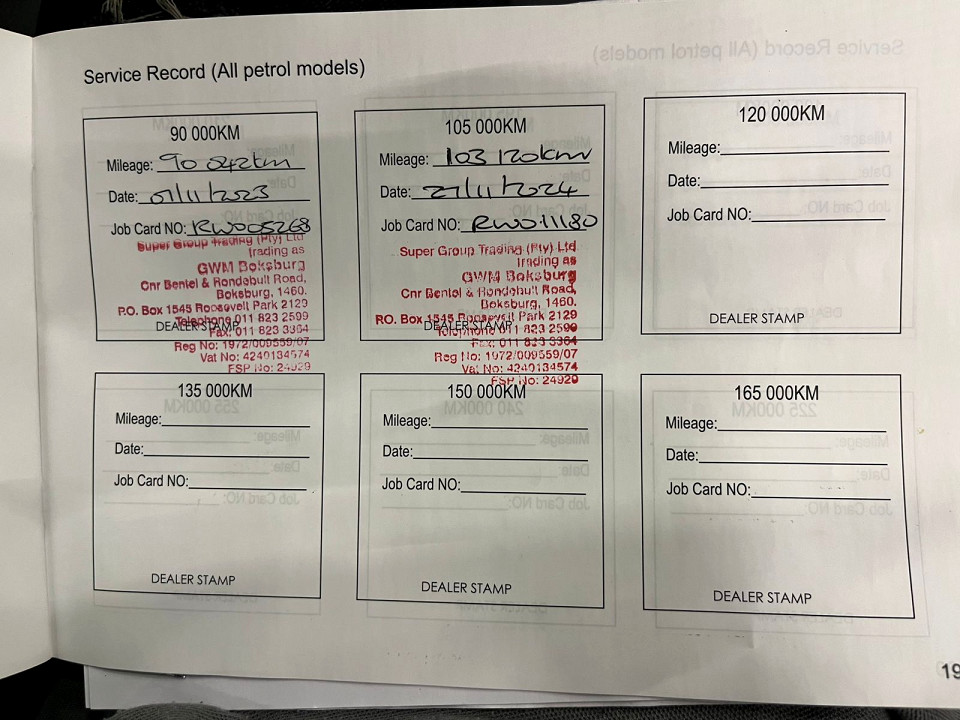 Service Record (All petrol models)
90 000KM
Mileage: 90 042km
Date: 01/11/2023
Job Card NO: RW005268
Super Group Trading (Pty) Ltd
Trading as
GWM Boksburg
Cnr Bentel & Rondebult Road,
Boksburg, 1460.
P.O. Box 1545 Roosevelt Park 2129
Telephone 011 823 2599
DEALER STAMP
Fax: 011 823 3364
Reg No: 1972/009559/07
Vat No: 4240134574
FSP No: 24929
105 000KM
Mileage: 103 120km
Date: 27/11/2024
Job Card NO: RW011180
Super Group Trading (Pty) Ltd
Trading as
GWM Boksburg
Cnr Bentel & Rondebult Road,
Boksburg, 1460.
P.O. Box 1545 Roosevelt Park 2129
Telephone 011 823 2599
DEALER STAMP
Fax: 011 823 3364
Reg No: 1972/009559/07
Vat No: 4240134574
FSP No: 24929
120 000KM
Mileage:
Date:
Job Card NO:
DEALER STAMP
135 000KM
Mileage:
Date:
Job Card NO:
DEALER STAMP
150 000KM
Mileage:
Date:
Job Card NO:
DEALER STAMP
165 000KM
Mileage:
Date:
Job Card NO:
DEALER STAMP
19